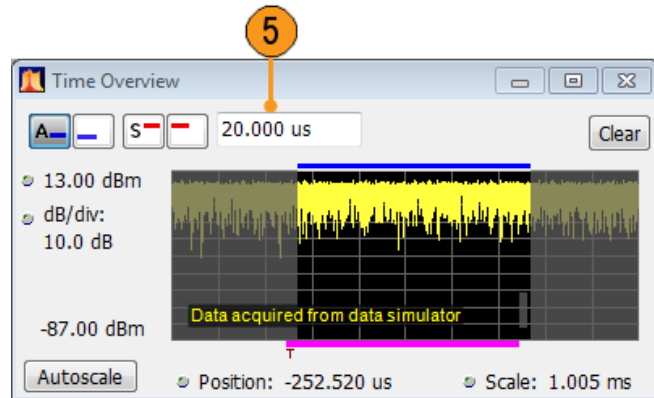 5
Time Overview
A S 20.000 us Clear
13.00 dBm
dB/div:
10.0 dB
Data acquired from data simulator
-87.00 dBm
T
Autoscale Position: -252.520 us Scale: 1.005 ms